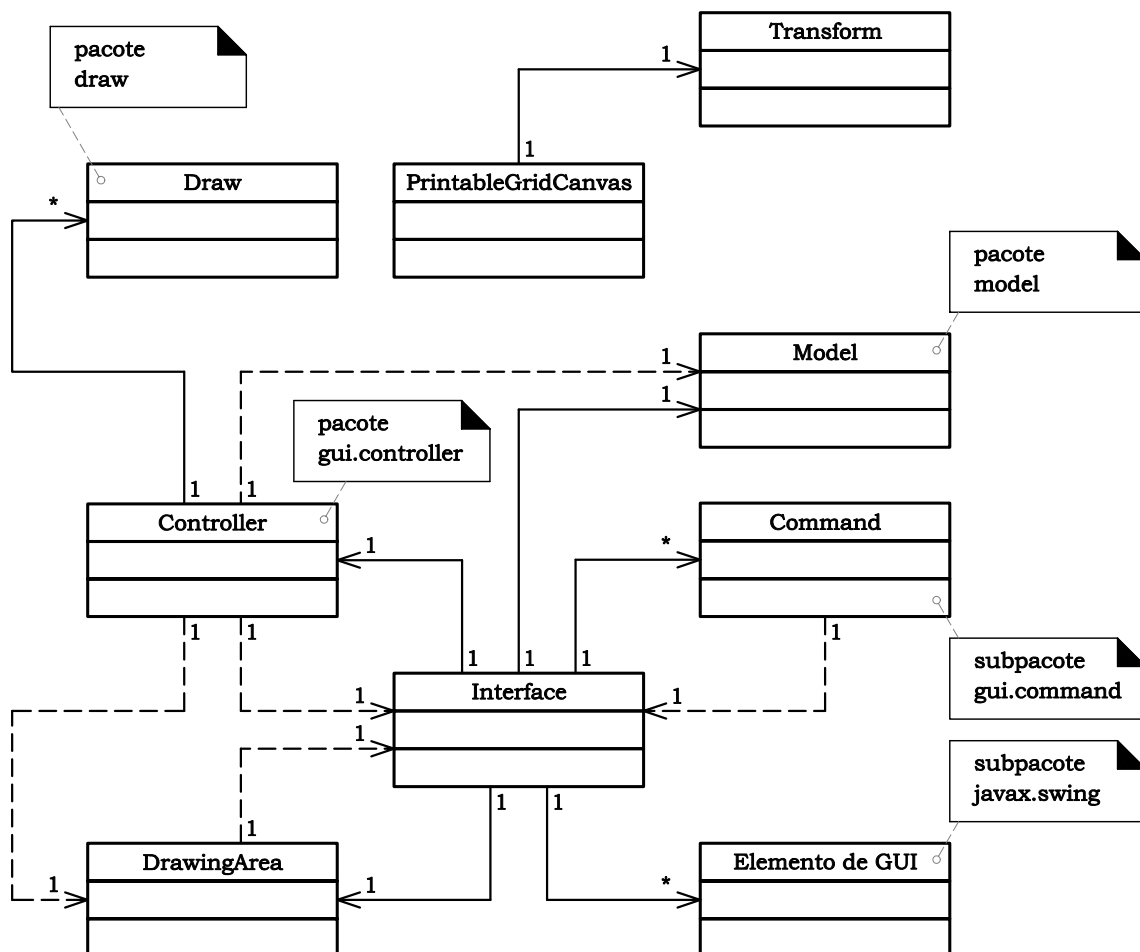 Transform
pacote
draw
1
1
Draw
PrintableGridCanvas
*
pacote
model
Model
1
1
pacote
gui.controller
1
1
Controller
Command
1
*
1
1
1
subpacote
gui.command
1
1
1
Interface
1
1
1
1
subpacote
javax.swing
1
1
1
DrawingArea
Elemento de GUI
1
1
*